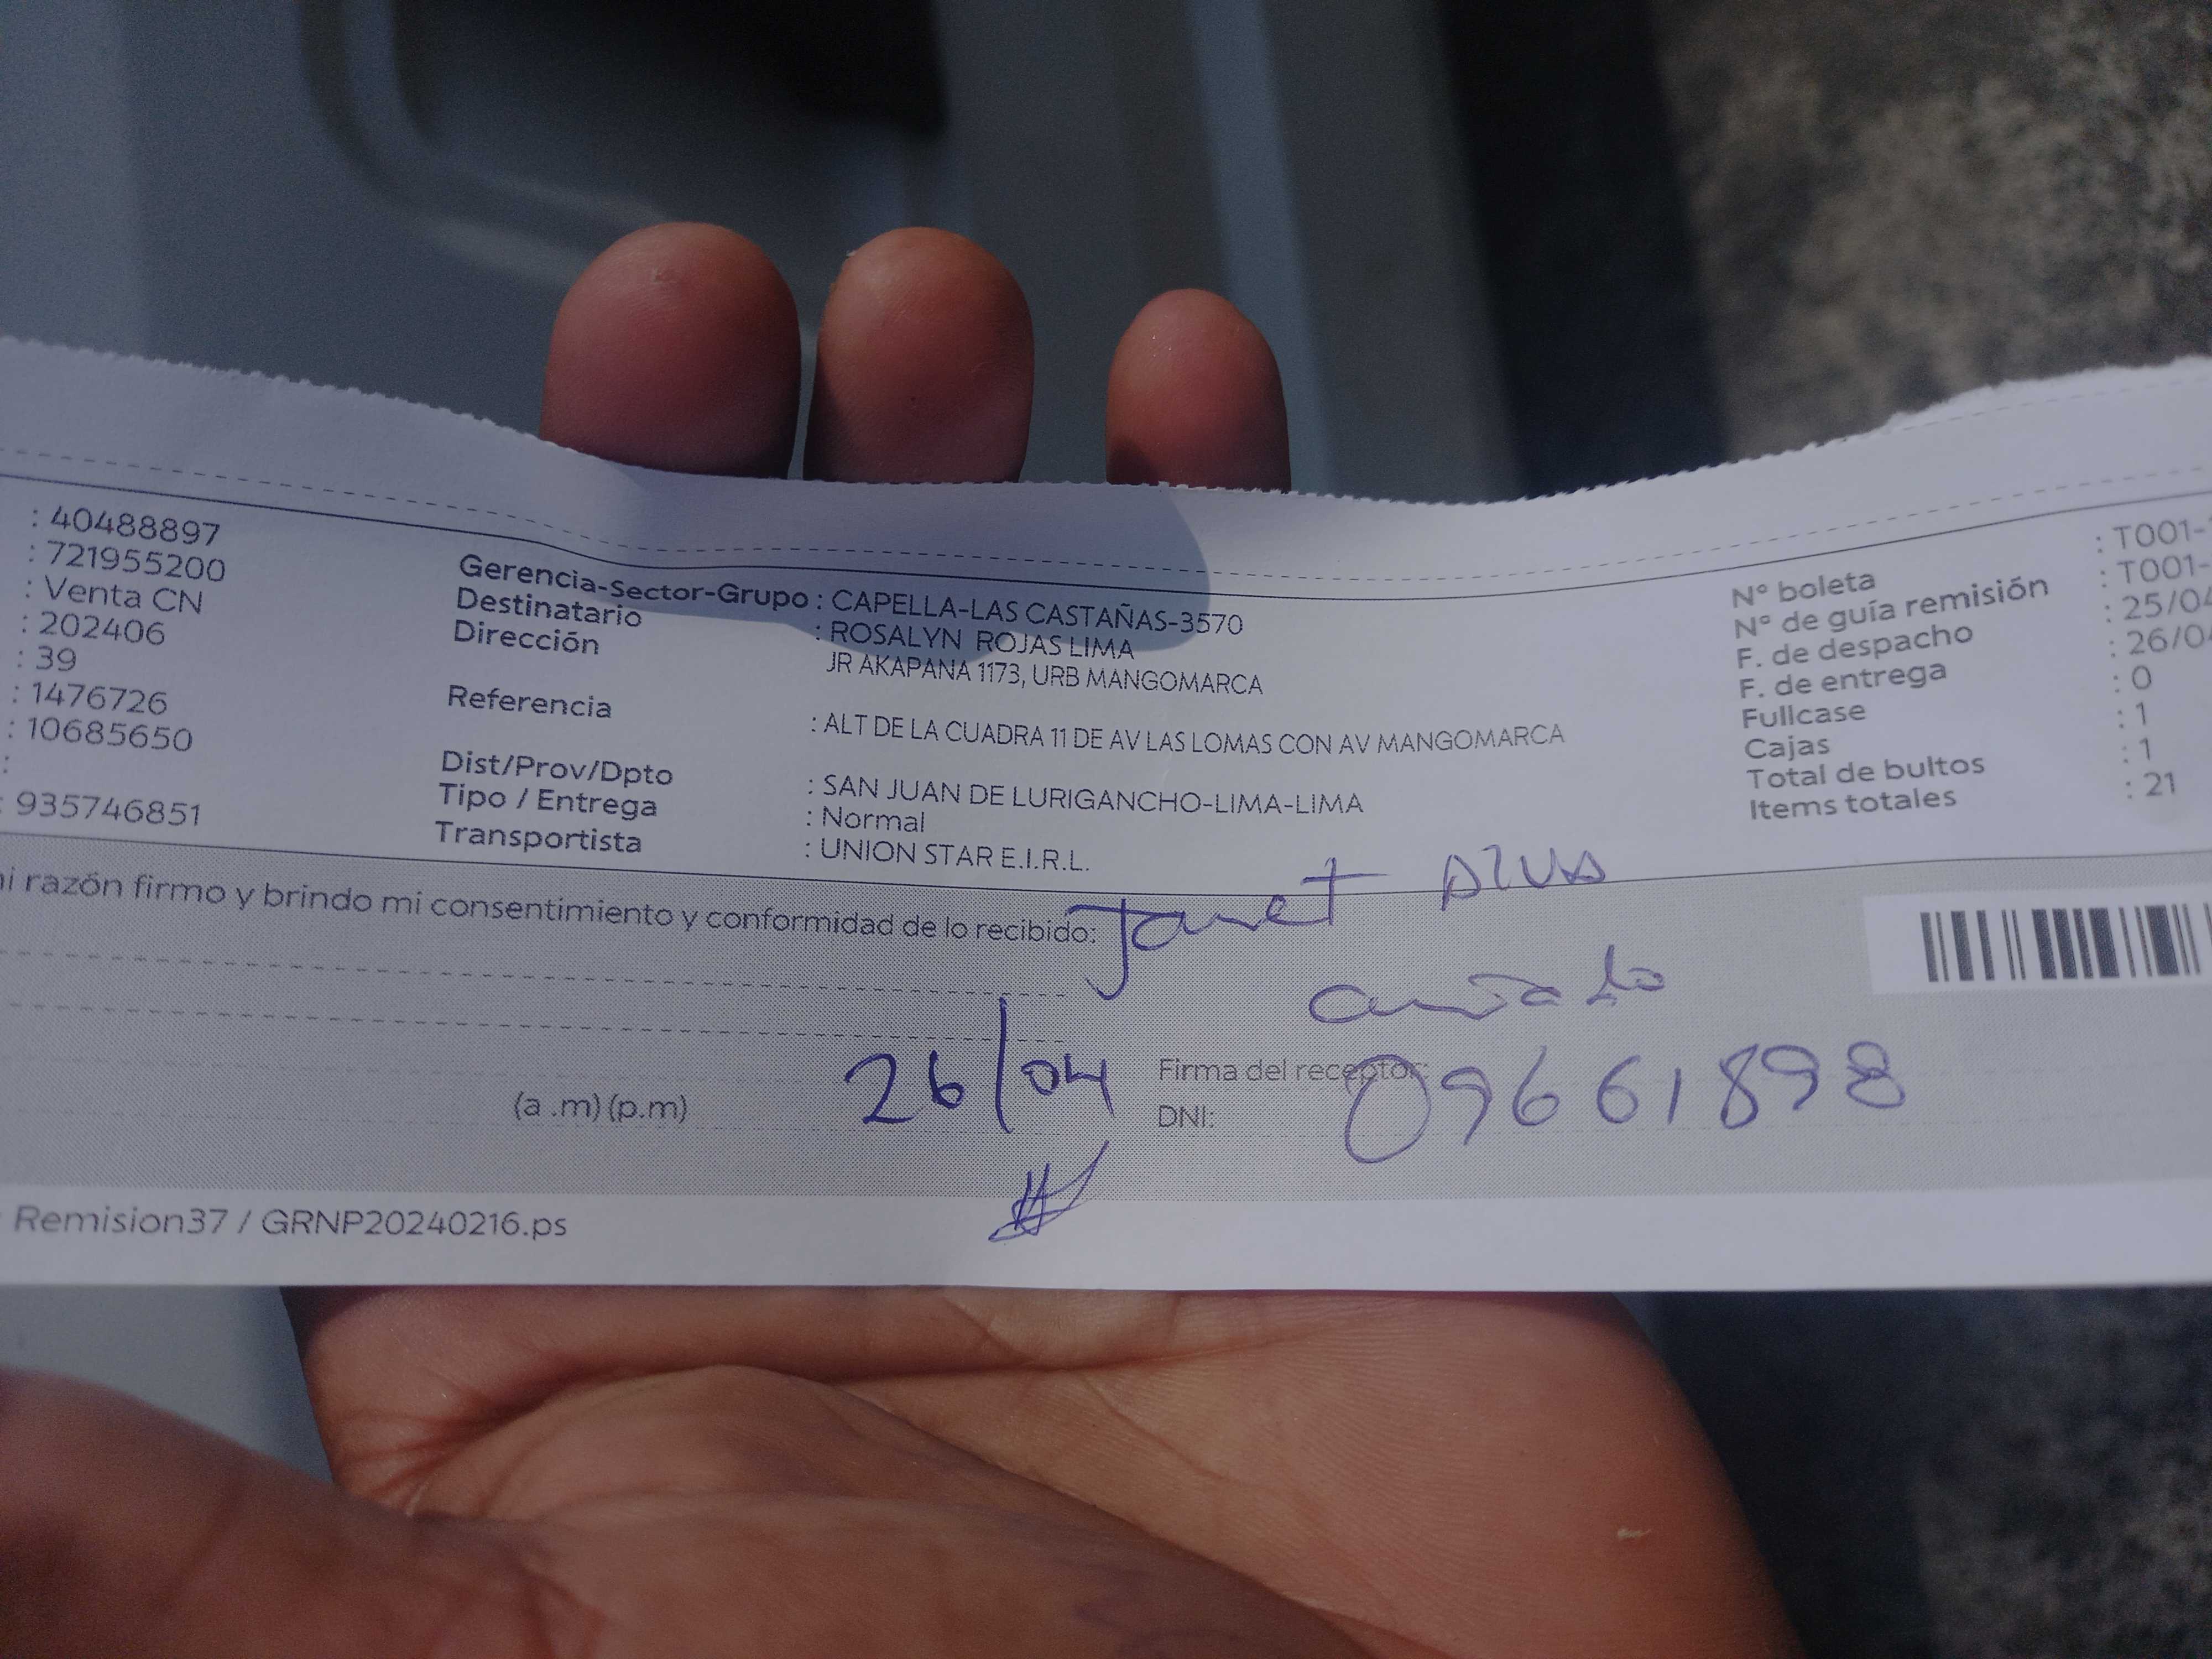 : 40488897
: 721955200
: Venta CN
: 202406
: 39
: 1476726
: 10685650
:
: 935746851
Gerencia-Sector-Grupo : CAPELLA-LAS CASTAÑAS-3570
Destinatario : ROSALYN ROJAS LIMA
Dirección JR AKAPANA 1173, URB MANGOMARCA
Referencia : ALT DE LA CUADRA 11 DE AV LAS LOMAS CON AV MANGOMARCA
Dist/Prov/Dpto : SAN JUAN DE LURIGANCHO-LIMA-LIMA
Tipo / Entrega : Normal
Transportista : UNION STAR E.I.R.L.
N° boleta : T001-
N° de guía remisión : T001-
F. de despacho : 25/04
F. de entrega : 26/04
Fullcase : 0
Cajas : 1
Total de bultos : 1
Items totales : 21
mi razón firmo y brindo mi consentimiento y conformidad de lo recibido: Janet
(a .m) (p.m) 26/04
Firma del receptor:
DNI: 09661898
Remision37 / GRNP20240216.ps